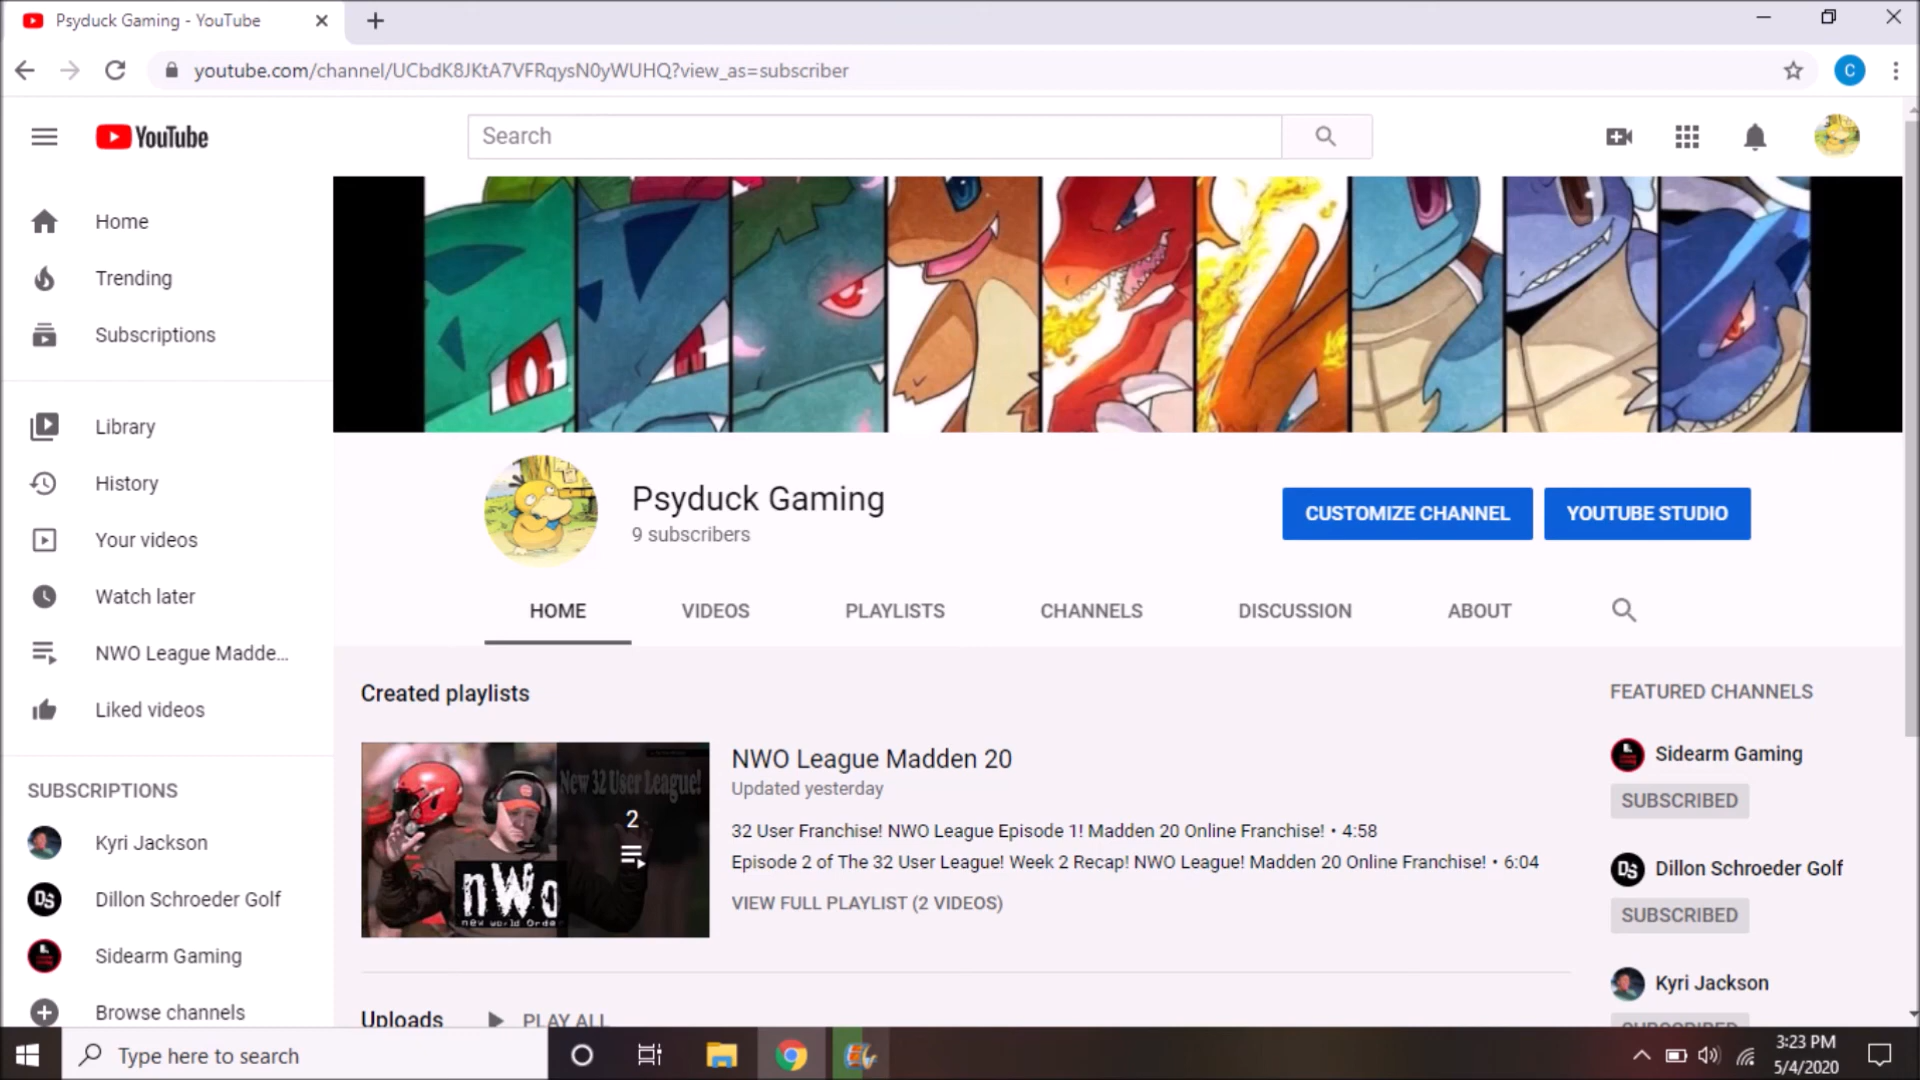 Psyduck Gaming - YouTube
youtube.com/channel/UCbdK8JKtA7VFRqysN0yWUHQ?view_as=subscriber
C
YouTube
Search
Home
Trending
Subscriptions
Library
History
Your videos
Watch later
NWO League Madde...
Liked videos
SUBSCRIPTIONS
Kyri Jackson
Dillon Schroeder Golf
Sidearm Gaming
Browse channels
Psyduck Gaming
9 subscribers
CUSTOMIZE CHANNEL
YOUTUBE STUDIO
HOME
VIDEOS
PLAYLISTS
CHANNELS
DISCUSSION
ABOUT
Created playlists
New 32 User League!
2
nWo
new world Order
NWO League Madden 20
Updated yesterday
32 User Franchise! NWO League Episode 1! Madden 20 Online Franchise! • 4:58
Episode 2 of The 32 User League! Week 2 Recap! NWO League! Madden 20 Online Franchise! • 6:04
VIEW FULL PLAYLIST (2 VIDEOS)
Uploads
PLAY ALL
FEATURED CHANNELS
Sidearm Gaming
SUBSCRIBED
DS
Dillon Schroeder Golf
SUBSCRIBED
Kyri Jackson
SUBSCRIBED
Type here to search
3:23 PM
5/4/2020